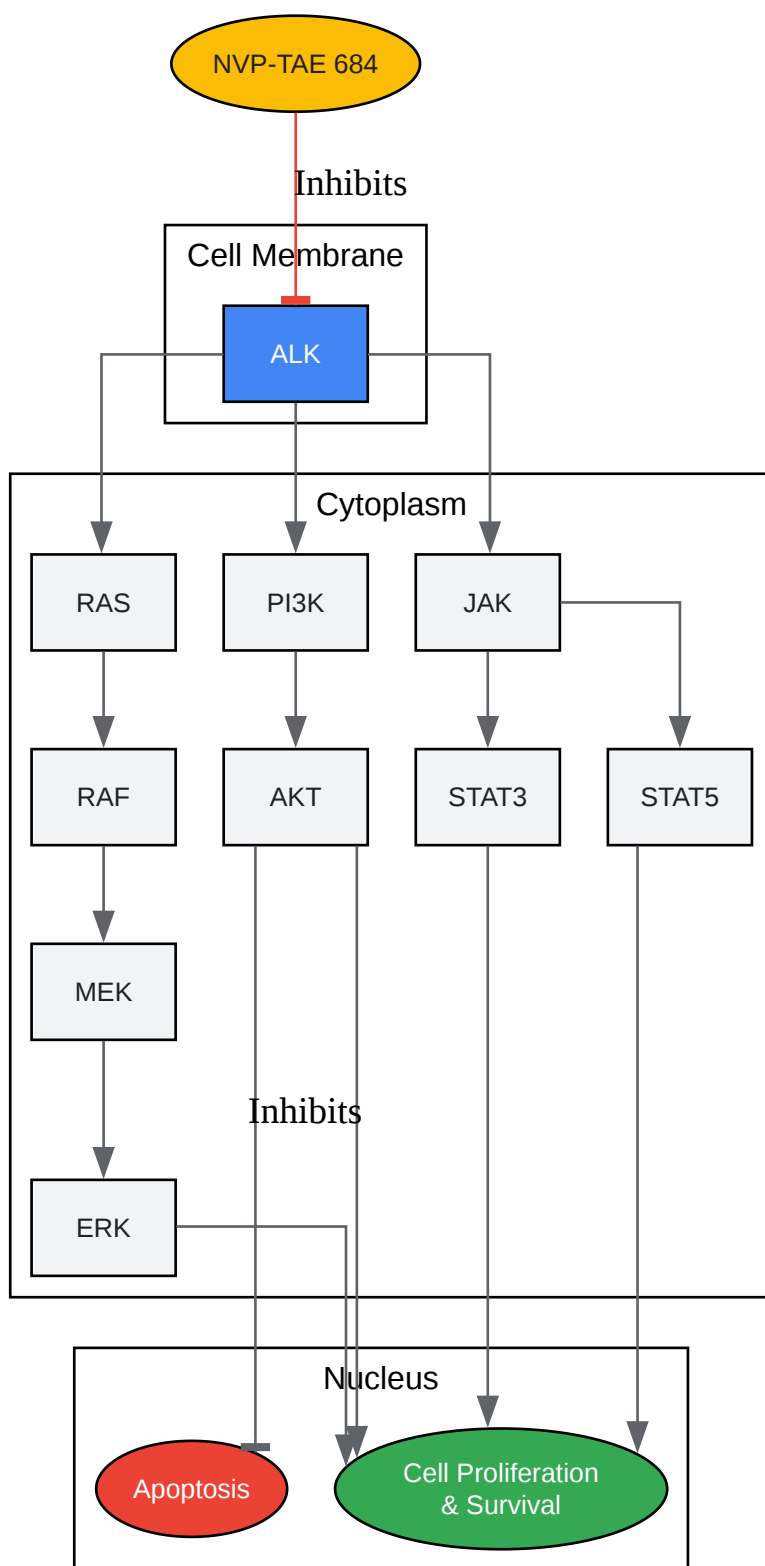 NVP-TAE 684
Inhibits
Cell Membrane
ALK
Cytoplasm
RAS
PI3K
JAK
RAF
AKT
STAT3
STAT5
MEK
Inhibits
ERK
Nucleus
Apoptosis
Cell Proliferation
& Survival